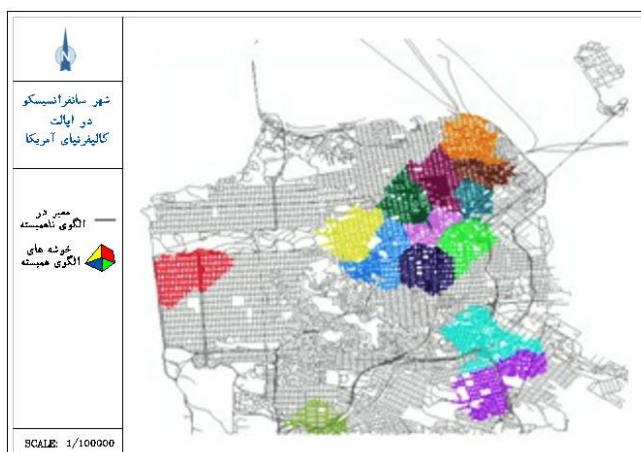 N
شهر سانفرانسیسکو
در ایالت
کالیفرنیای آمریکا
معبر در
الگوی ناهمبسته
خوشه های
الگوی همبسته
SCALE: 1/100000